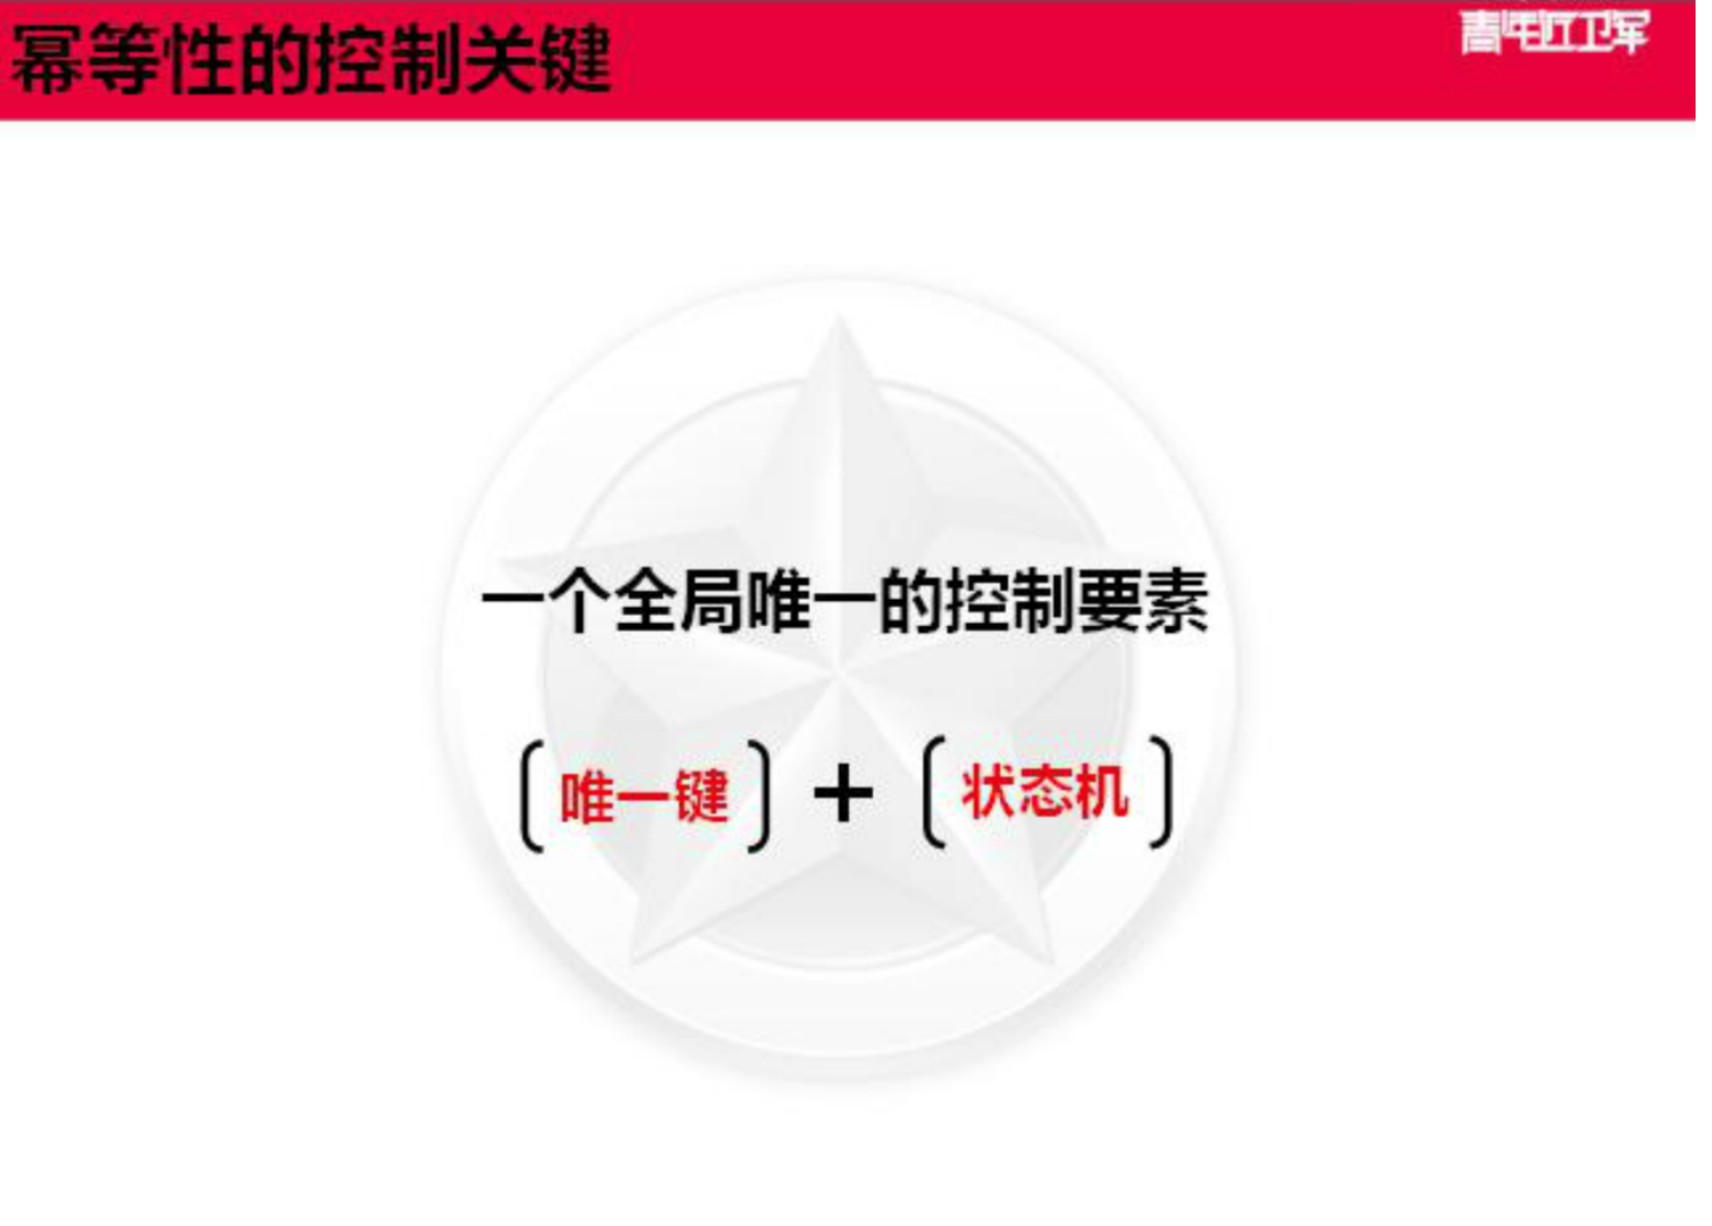 幂等性的控制关键
青年近卫军
一个全局唯一的控制要素
〔唯一键〕+〔状态机〕